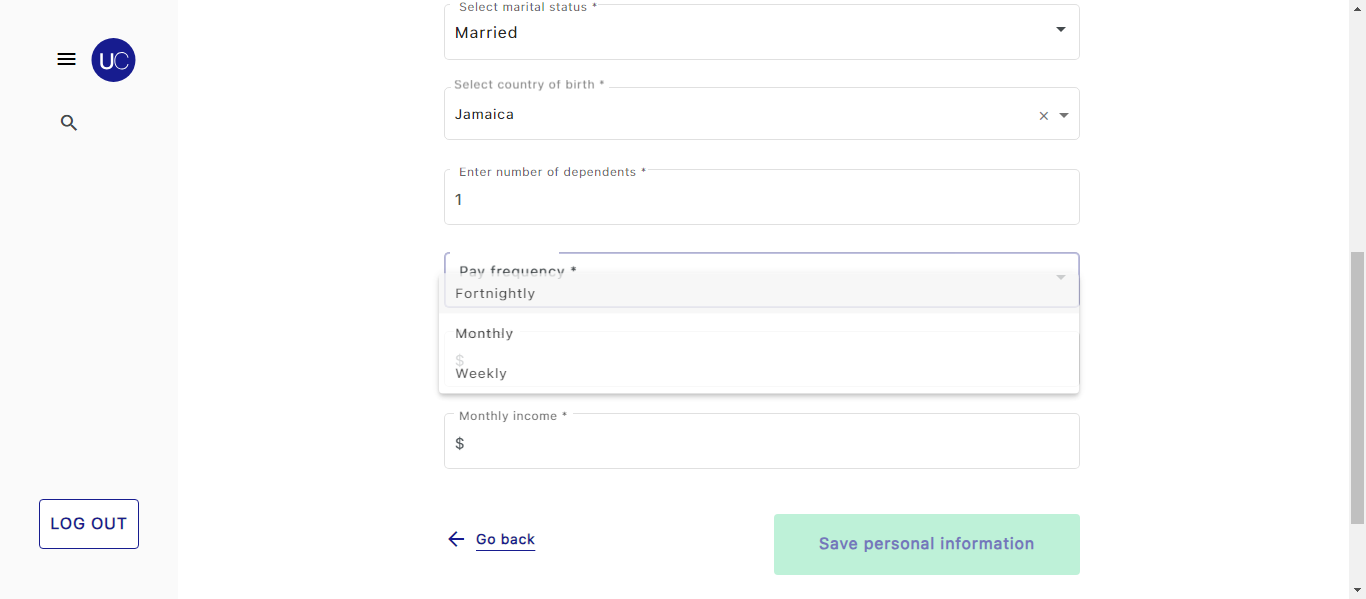 Select marital status *
Married
UC
Select country of birth *
Jamaica
Enter number of dependents *
1
Pay frequency *
Fortnightly
Monthly
$
Weekly
Monthly income *
$
LOG OUT
Go back
Save personal information